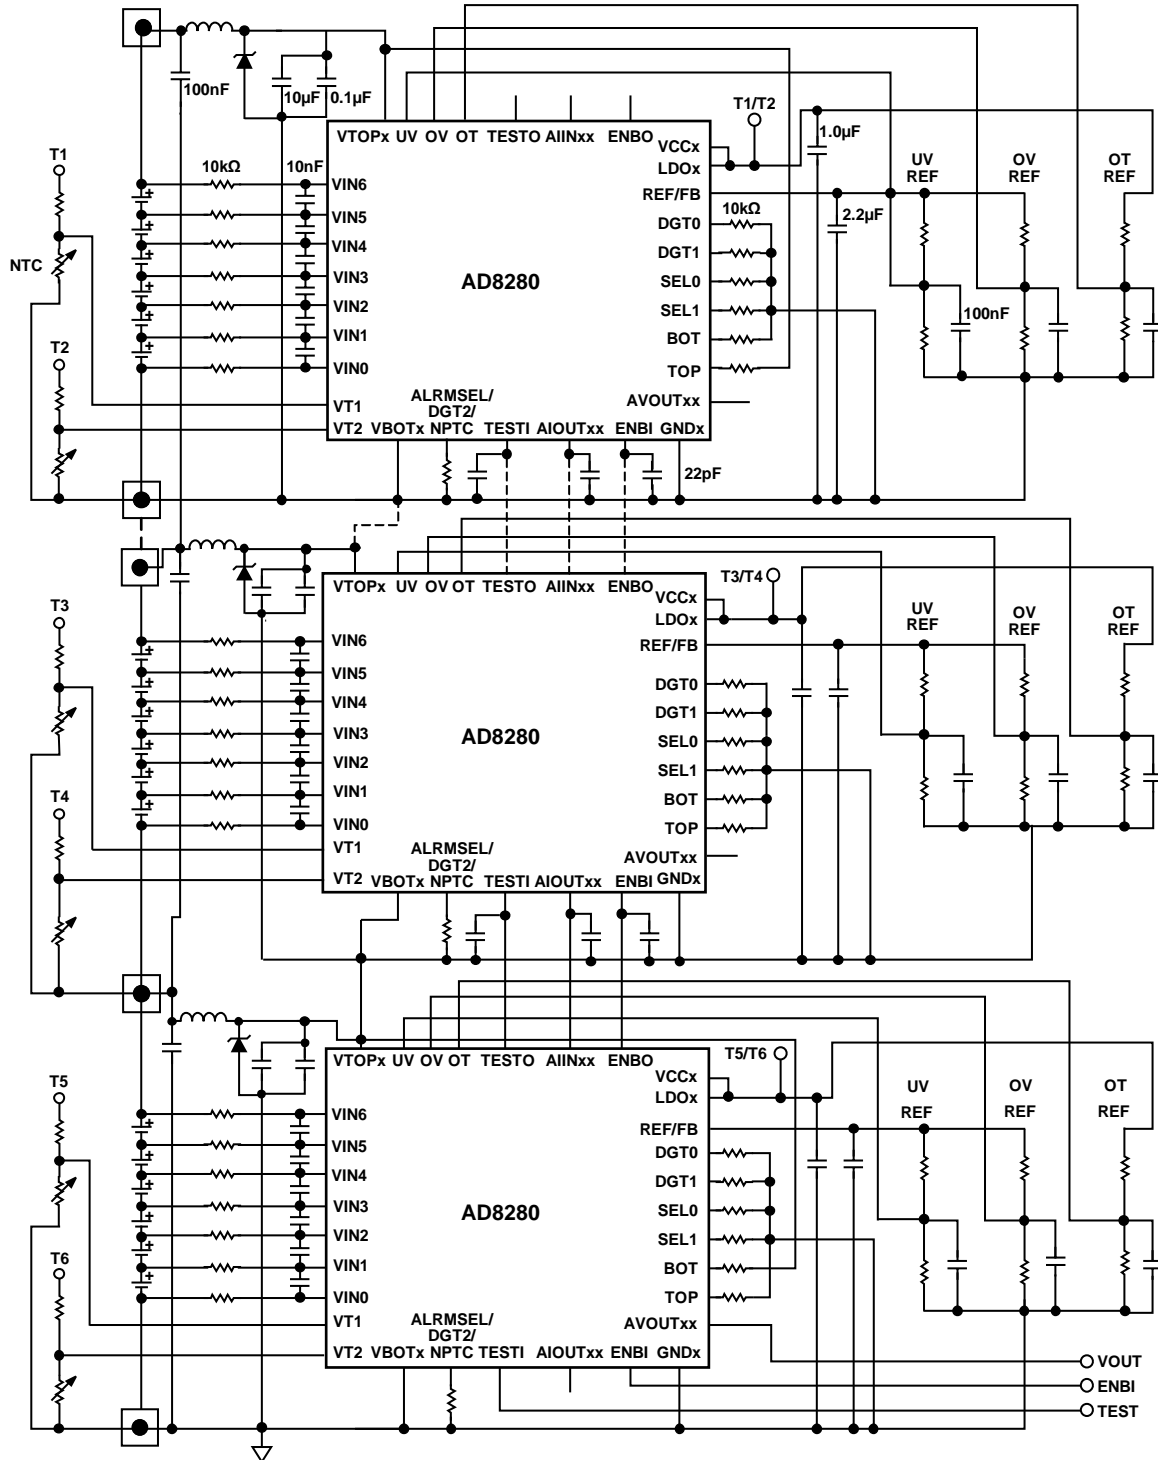 100nF
10µF
0.1µF
T1/T2
1.0µF
VTOPx UV OV OT TESTO AIINxx ENBO
VCCx
LDOx
UV REF
OV REF
OT REF
T1
10kΩ
10nF
VIN6
REF/FB
VIN5
10kΩ
DGT0
2.2µF
VIN4
DGT1
NTC
VIN3
AD8280
SEL0
VIN2
SEL1
100nF
VIN1
BOT
T2
VIN0
TOP
ALRMSEL/
DGT2/
AVOUTxx
VT1
VT2 VBOTx NPTC TESTI AIOUTxx ENBI GNDx
22pF
VTOPx UV OV OT TESTO AIINxx ENBO
T3/T4
VCCx
LDOx
UV REF
OV REF
OT REF
T3
VIN6
REF/FB
VIN5
DGT0
VIN4
DGT1
VIN3
AD8280
SEL0
VIN2
SEL1
VIN1
BOT
T4
VIN0
TOP
VT1
ALRMSEL/
DGT2/
AVOUTxx
VT2 VBOTx NPTC TESTI AIOUTxx ENBI GNDx
VTOPx UV OV OT TESTO AIINxx ENBO
T5/T6
VCCx
LDOx
UV REF
OV REF
OT REF
T5
VIN6
REF/FB
VIN5
DGT0
VIN4
DGT1
VIN3
AD8280
SEL0
VIN2
SEL1
T6
VIN1
BOT
VIN0
TOP
VT1
ALRMSEL/
DGT2/
AVOUTxx
VT2 VBOTx NPTC TESTI AIOUTxx ENBI GNDx
VOUT
ENBI
TEST